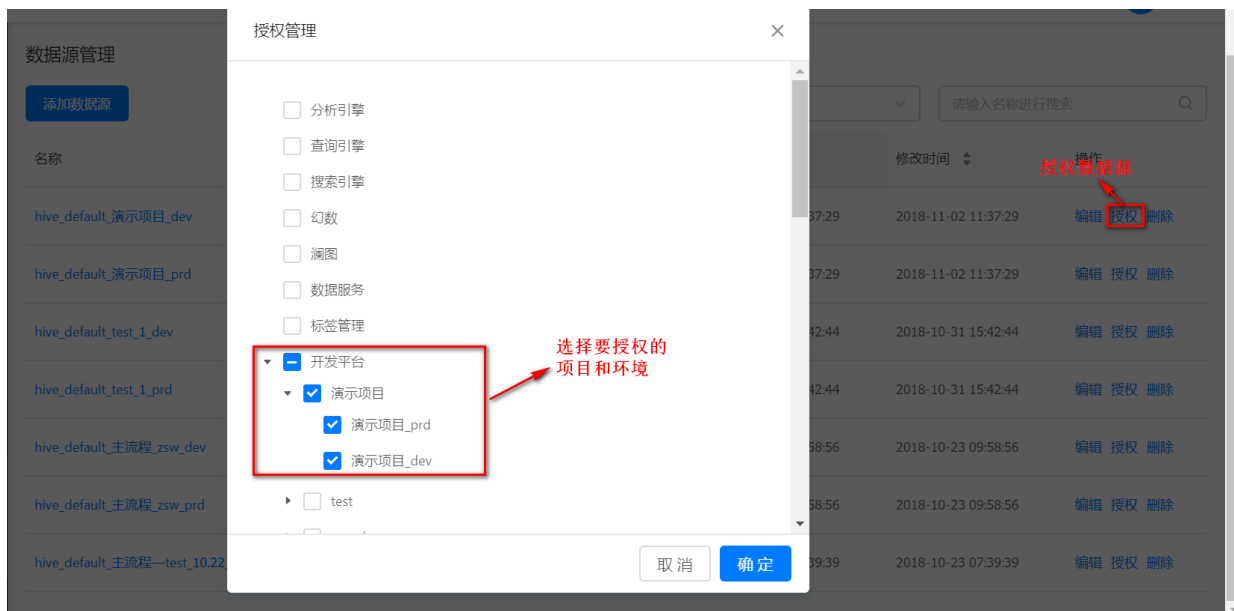 授权管理
数据源管理
添加数据源
请输入名称进行搜索
名称
修改时间
操作
授权数据源
分析引擎
查询引擎
搜索引擎
幻数
澜图
数据服务
标签管理
开发平台
演示项目
演示项目_prd
演示项目_dev
test
选择要授权的
项目和环境
hive_default_演示项目_dev
37:29
2018-11-02 11:37:29
编辑 授权 删除
hive_default_演示项目_prd
37:29
2018-11-02 11:37:29
编辑 授权 删除
hive_default_test_1_dev
42:44
2018-10-31 15:42:44
编辑 授权 删除
hive_default_test_1_prd
42:44
2018-10-31 15:42:44
编辑 授权 删除
hive_default_主流程_zsw_dev
58:56
2018-10-23 09:58:56
编辑 授权 删除
hive_default_主流程_zsw_prd
58:56
2018-10-23 09:58:56
编辑 授权 删除
hive_default_主流程—test_10.22_
39:39
2018-10-23 07:39:39
编辑 授权 删除
取消
确定